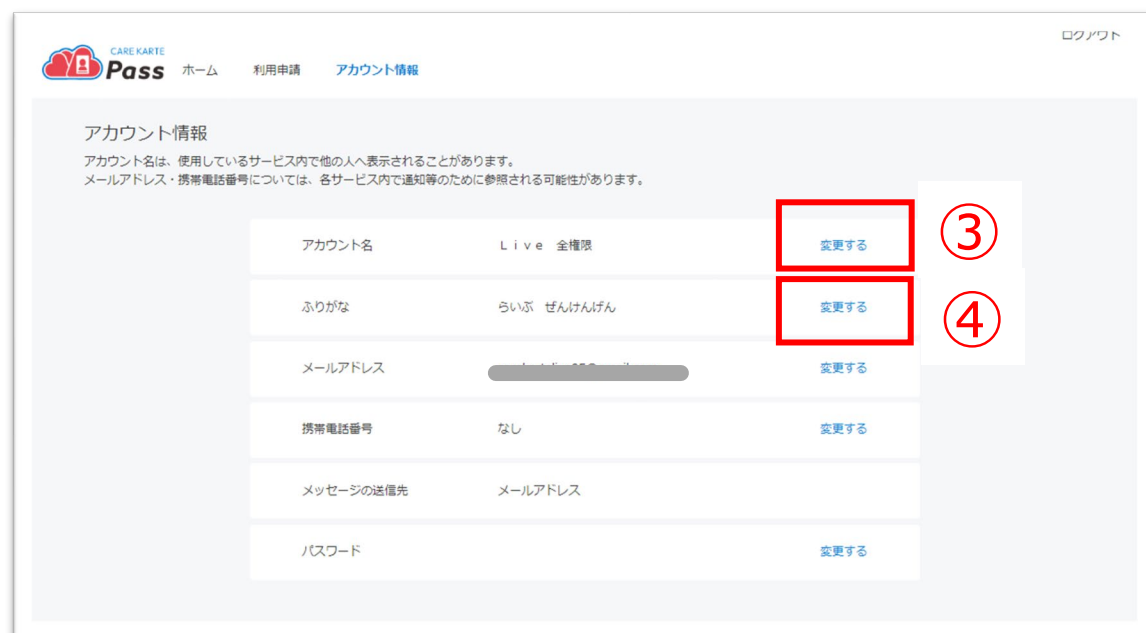 ログアウト
CARE KARTE
Pass ホーム 利用申請 アカウント情報
アカウント情報
アカウント名は、使用しているサービス内で他の人へ表示されることがあります。
メールアドレス・携帯電話番号については、各サービス内で通知等のために参照される可能性があります。
アカウント名 Ｌｉｖｅ　全権限 変更する ③
ふりがな らいぶ ぜんけんげん 変更する ④
メールアドレス 変更する
携帯電話番号 なし 変更する
メッセージの送信先 メールアドレス
パスワード 変更する